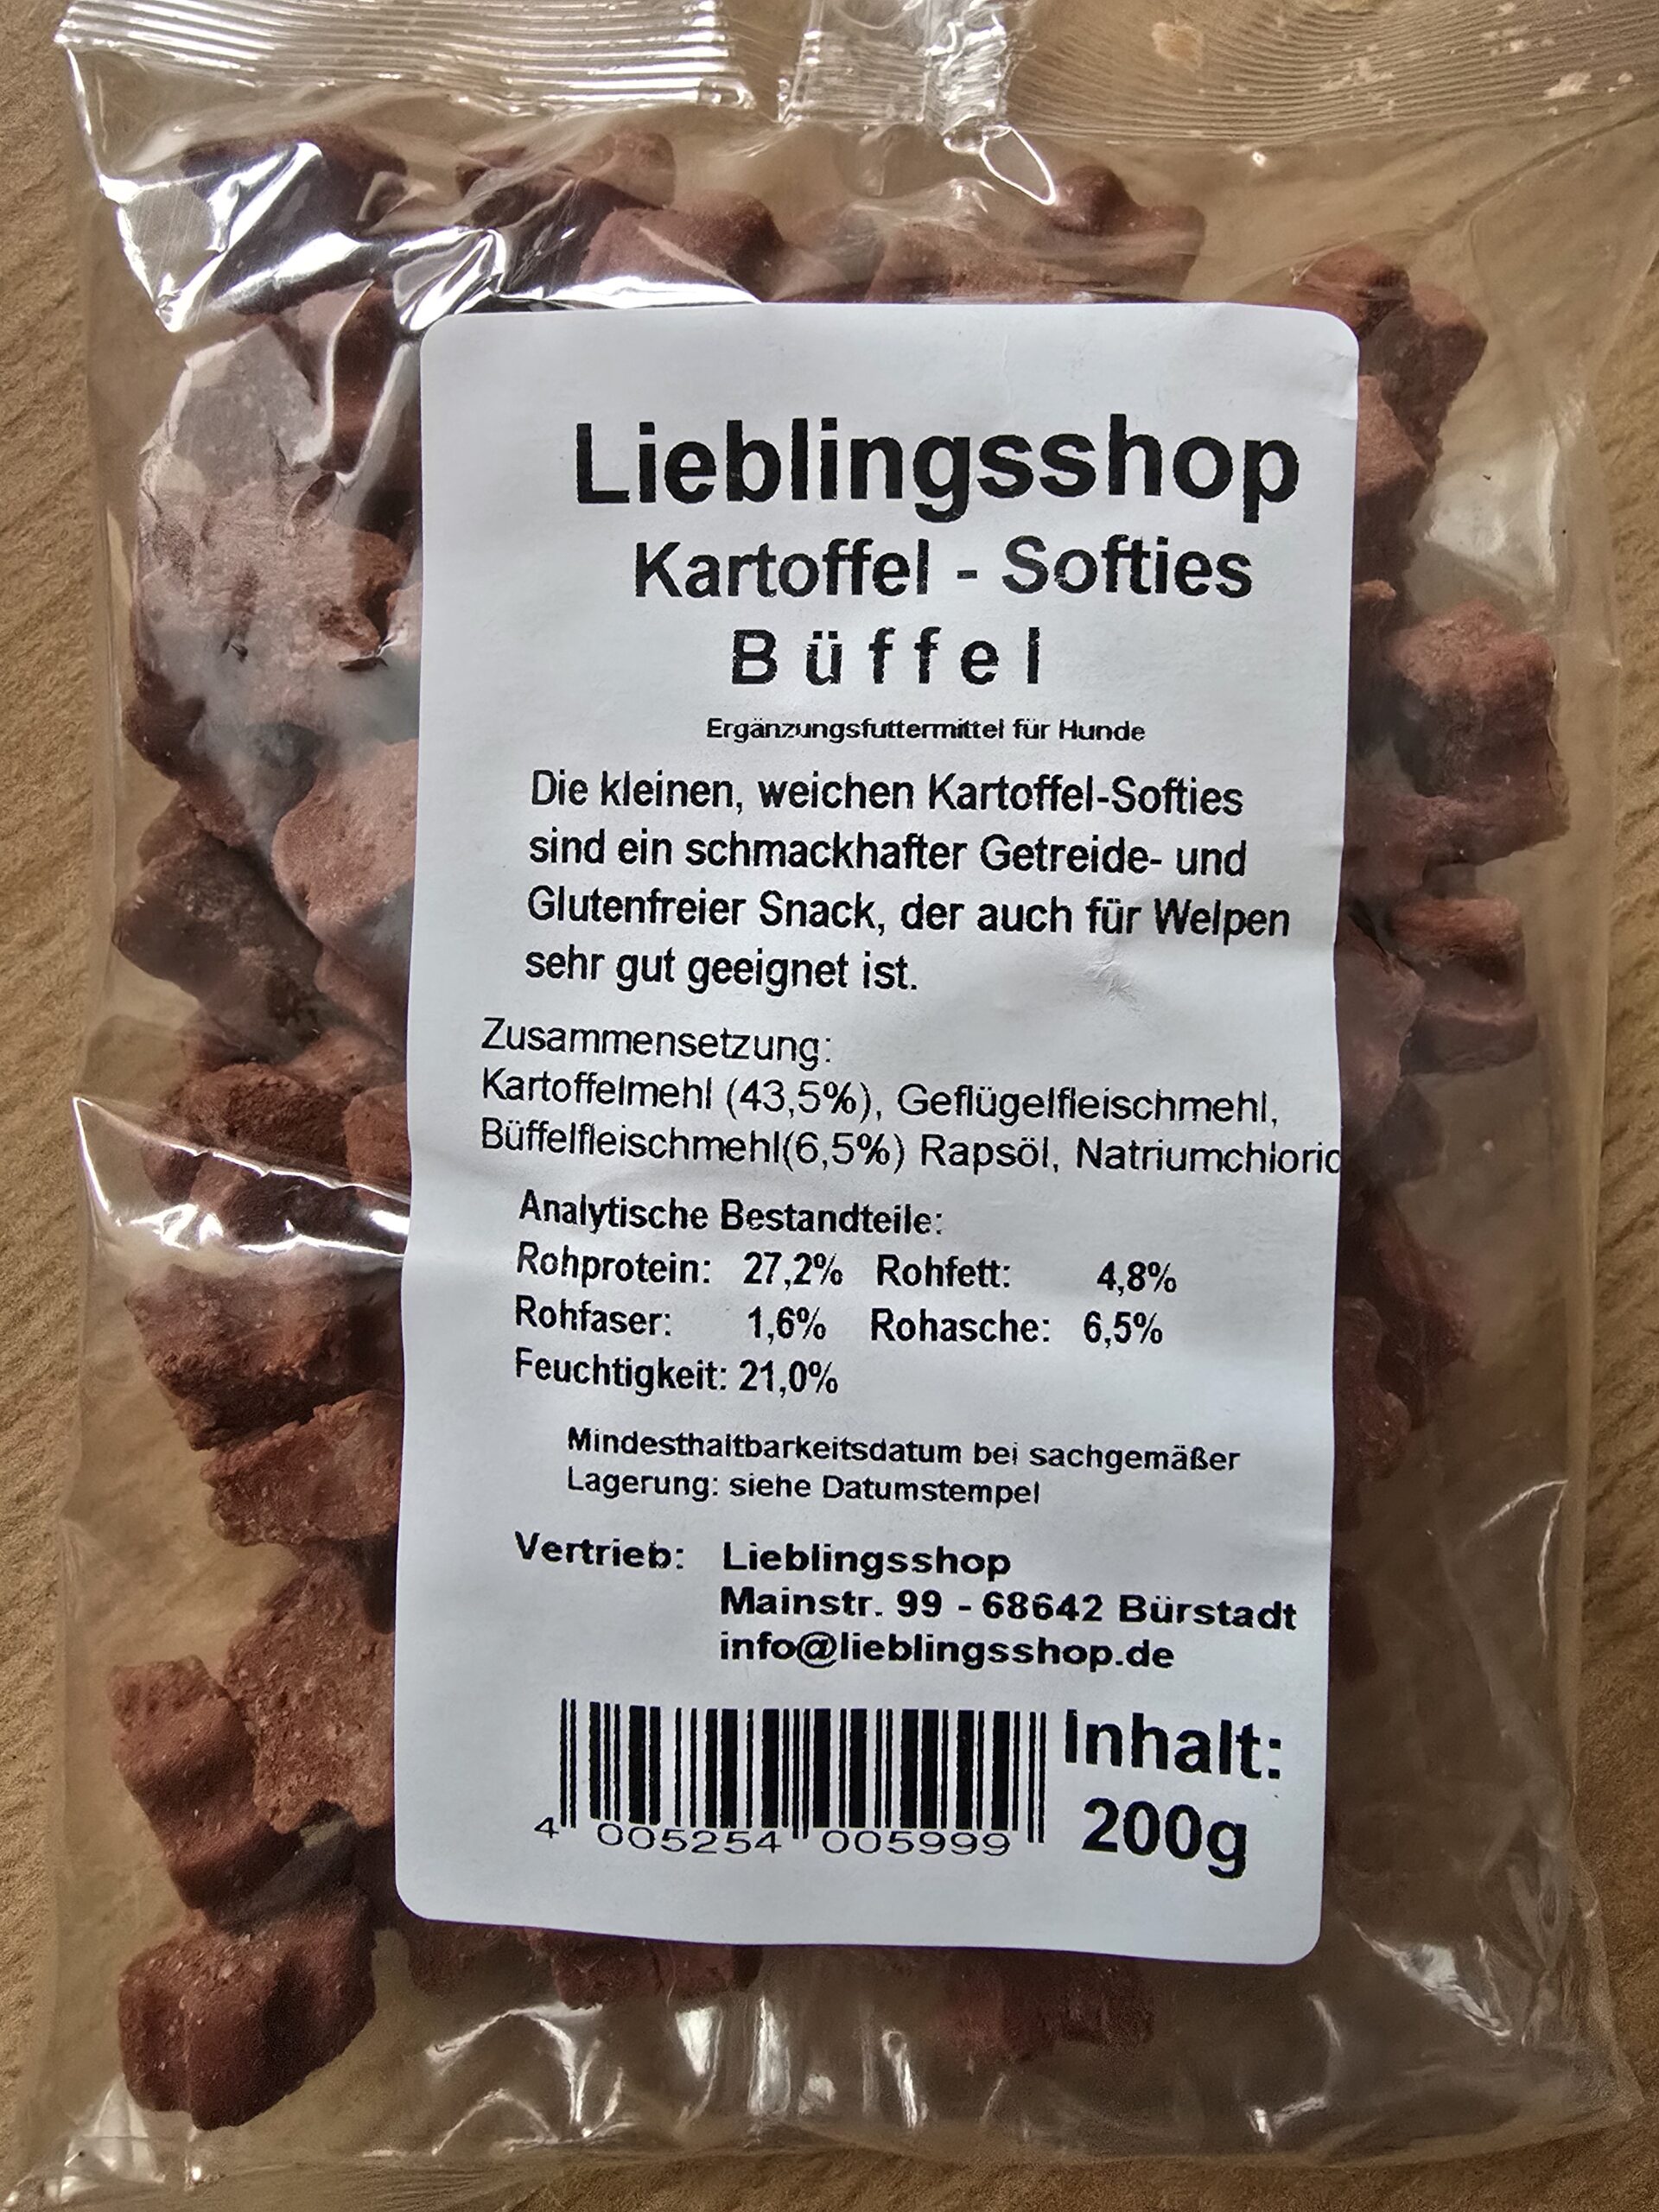 Lieblingsshop
Kartoffel - Softies
Büffel
Ergänzungsfuttermittel für Hunde
Die kleinen, weichen Kartoffel-Softies
sind ein schmackhafter Getreide- und
Glutenfreier Snack, der auch für Welpen
sehr gut geeignet ist.
Zusammensetzung:
Kartoffelmehl (43,5%), Geflügelfleischmehl,
Büffelfleischmehl(6,5%) Rapsöl, Natriumchlorid
Analytische Bestandteile:
Rohprotein: 27,2% Rohfett: 4,8%
Rohfaser: 1,6% Rohasche: 6,5%
Feuchtigkeit: 21,0%
Mindesthaltbarkeitsdatum bei sachgemäßer
Lagerung: siehe Datumstempel
Vertrieb: Lieblingsshop
Mainstr. 99 - 68642 Bürstadt
info@lieblingsshop.de
Inhalt:
200g
4 005254 005999